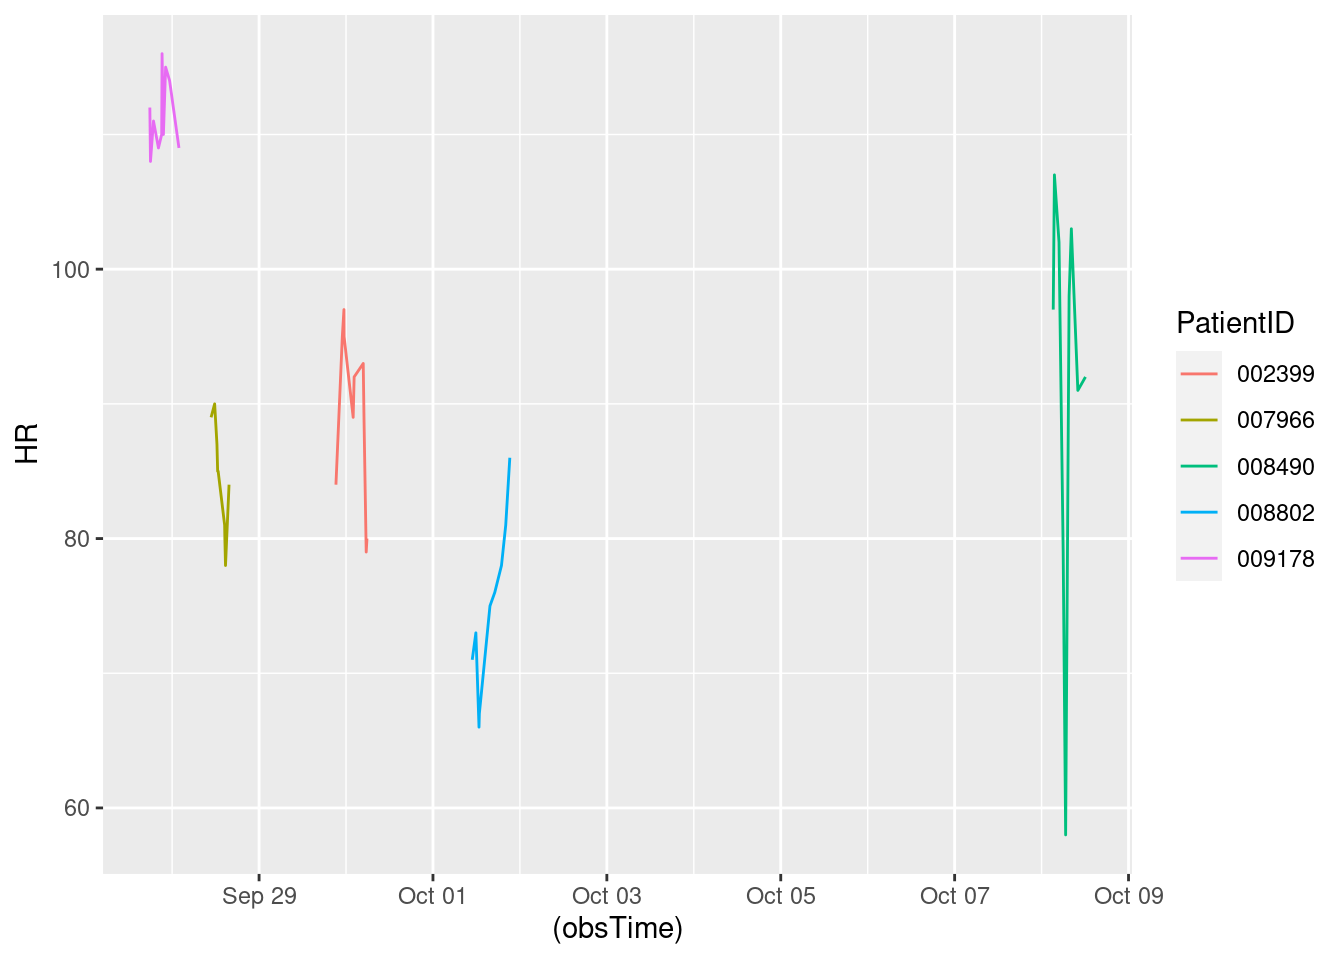 HR
100
80
60
Sep 29
Oct 01
Oct 03
Oct 05
Oct 07
Oct 09
(obsTime)
PatientID
002399
007966
008490
008802
009178